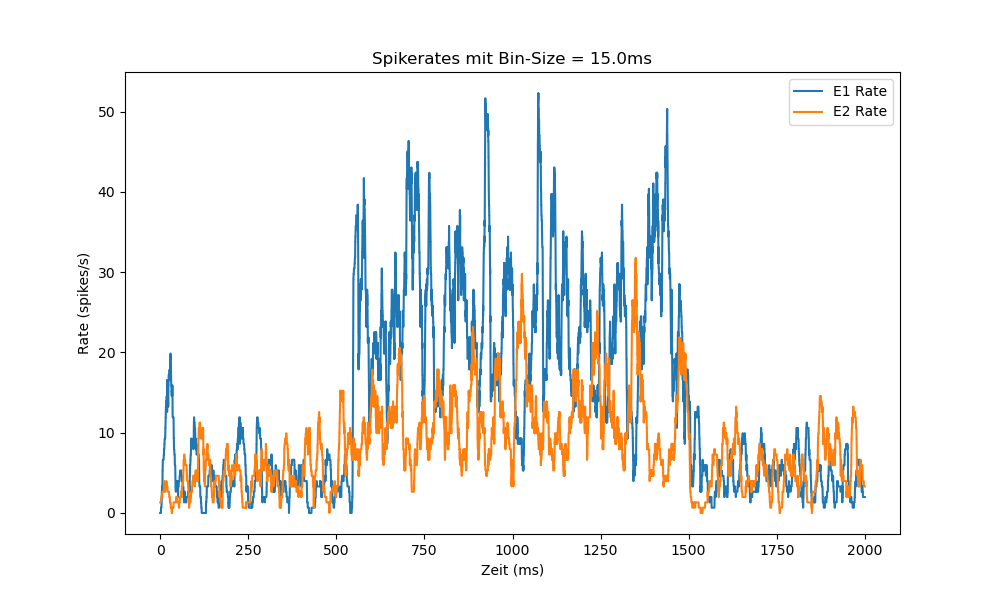 Spikerates mit Bin-Size = 15.0ms
E1 Rate
E2 Rate
50
40
30
20
10
0
Rate (spikes/s)
0 250 500 750 1000 1250 1500 1750 2000
Zeit (ms)